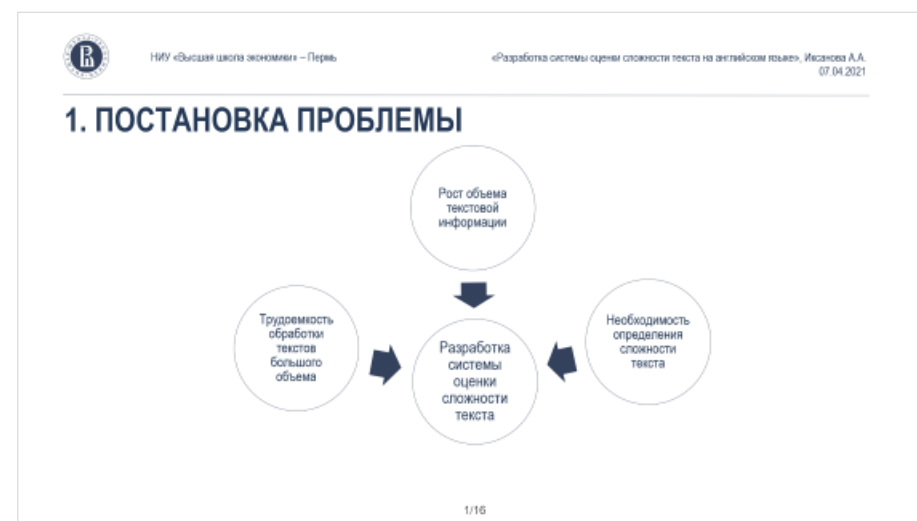 НИУ «Высшая школа экономики» – Пермь
«Разработка системы оценки сложности текста на английском языке», Иксанова А.А.
07.04.2021
1. ПОСТАНОВКА ПРОБЛЕМЫ
Рост объема
текстовой
информации
Трудоемкость
обработки
текстов
большого
объема
Разработка
системы
оценки
сложности
текста
Необходимость
определения
сложности
текста
1/16